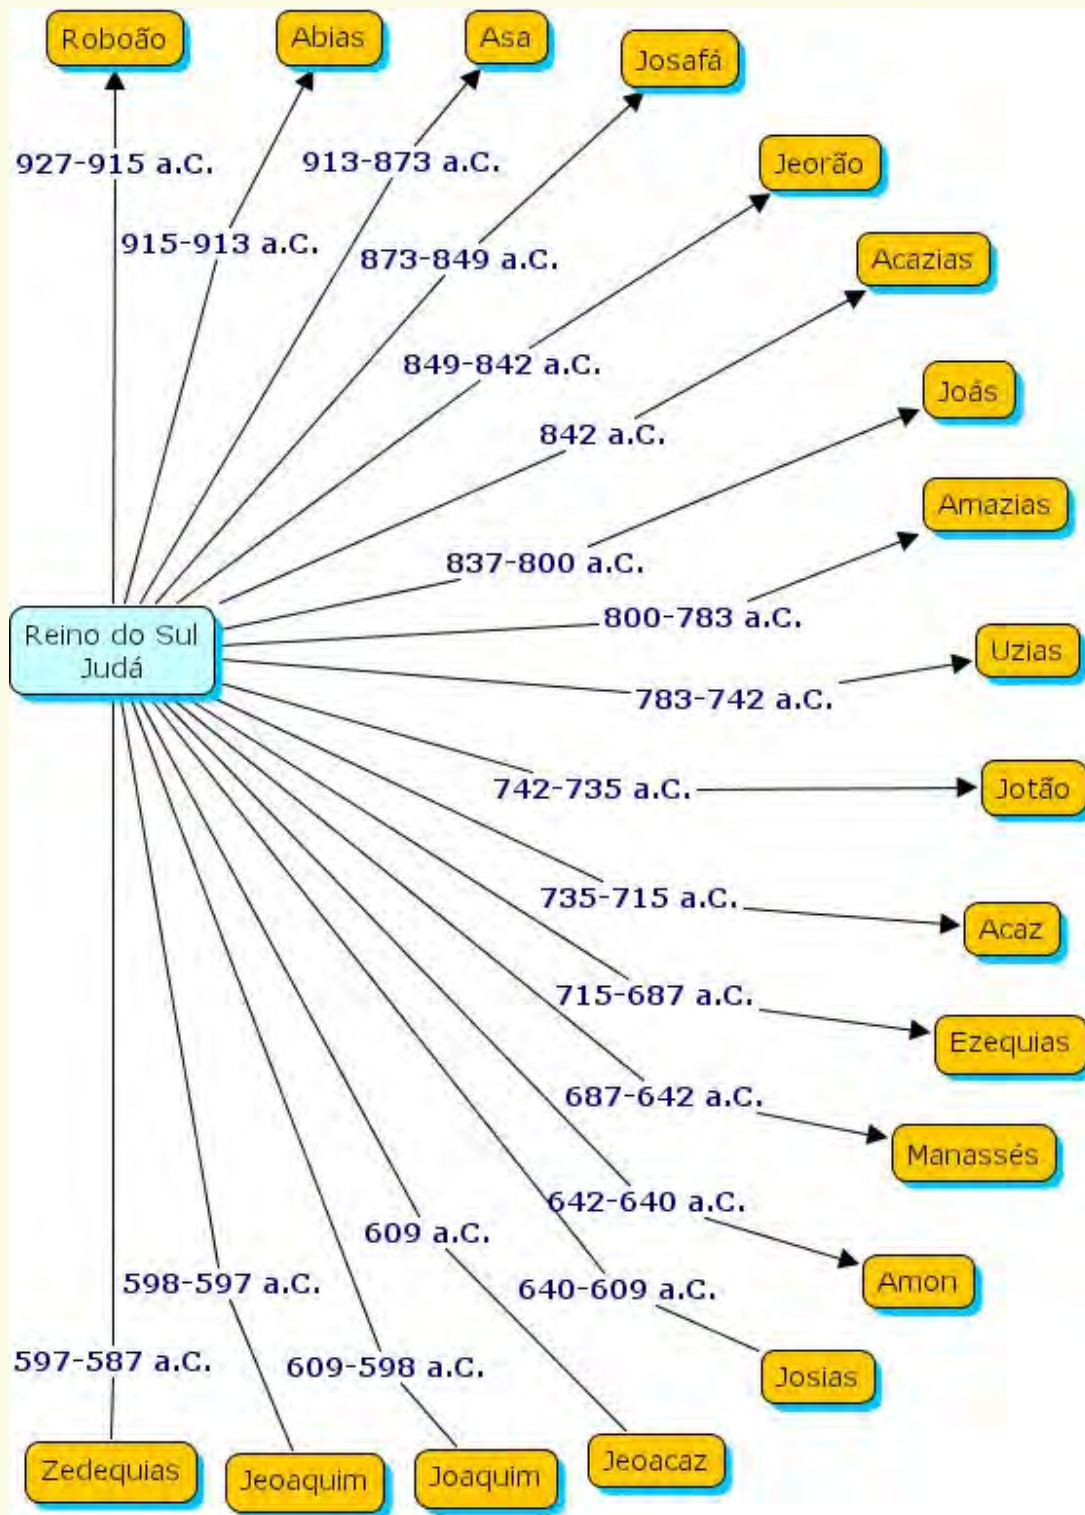 Roboão
Abias
Asa
Josafá
927-915 a.C.
913-873 a.C.
Jeorão
915-913 a.C.
873-849 a.C.
Acazias
849-842 a.C.
Joás
842 a.C.
Amazias
837-800 a.C.
800-783 a.C.
Reino do Sul
Judá
Uzias
783-742 a.C.
742-735 a.C.
Jotão
735-715 a.C.
Acaz
715-687 a.C.
Ezequias
687-642 a.C.
Manassés
642-640 a.C.
609 a.C.
Amon
598-597 a.C.
640-609 a.C.
597-587 a.C.
609-598 a.C.
Josias
Zedequias
Jeoaquim
Joaquim
Jeoacaz